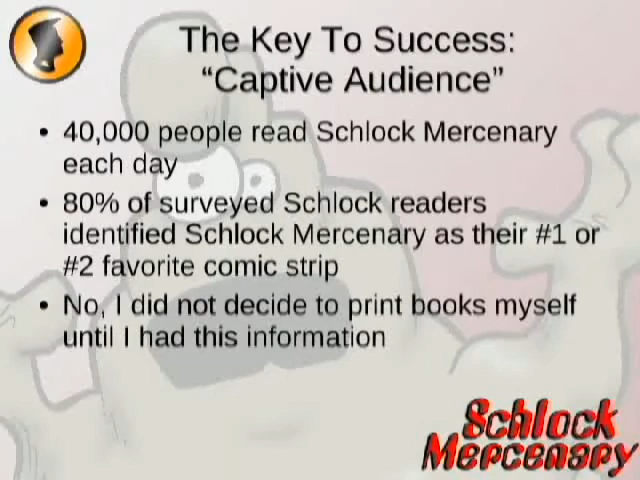 The Key To Success:
“Captive Audience”
• 40,000 people read Schlock Mercenary
each day
• 80% of surveyed Schlock readers
identified Schlock Mercenary as their #1 or
#2 favorite comic strip
• No, I did not decide to print books myself
until I had this information
Schlock
Mercenary